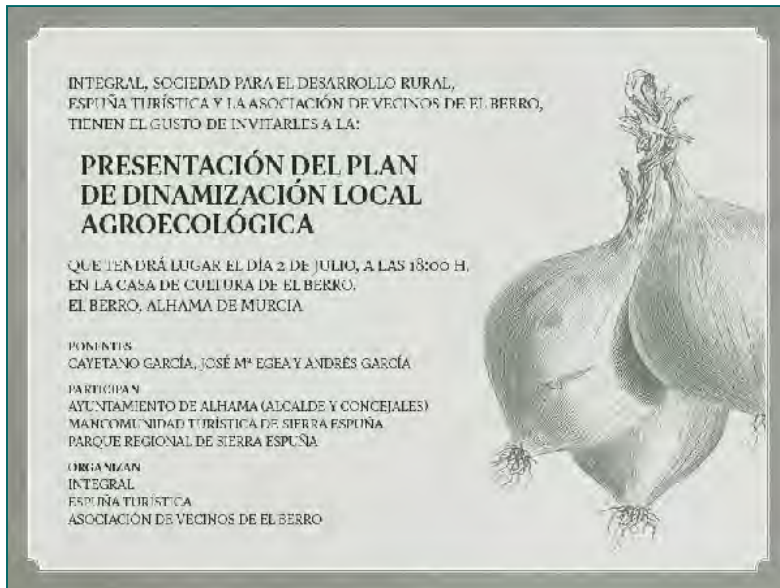 INTEGRAL, SOCIEDAD PARA EL DESARROLLO RURAL,
ESPUÑA TURÍSTICA Y LA ASOCIACIÓN DE VECINOS DE EL BERRO,
TIENEN EL GUSTO DE INVITARLES A LA:
PRESENTACIÓN DEL PLAN
DE DINAMIZACIÓN LOCAL
AGROECOLÓGICA
QUE TENDRÁ LUGAR EL DÍA 2 DE JULIO, A LAS 18:00 H.
EN LA CASA DE CULTURA DE EL BERRO.
EL BERRO, ALHAMA DE MURCIA
PONENTES
CAYETANO GARCÍA, JOSÉ Mª EGEA Y ANDRÉS GARCÍA
PARTICIPAN
AYUNTAMIENTO DE ALHAMA (ALCALDE Y CONCEJALES)
MANCOMUNIDAD TURÍSTICA DE SIERRA ESPUÑA
PARQUE REGIONAL DE SIERRA ESPUÑA
ORGANIZAN
INTEGRAL
ESPUÑA TURÍSTICA
ASOCIACIÓN DE VECINOS DE EL BERRO